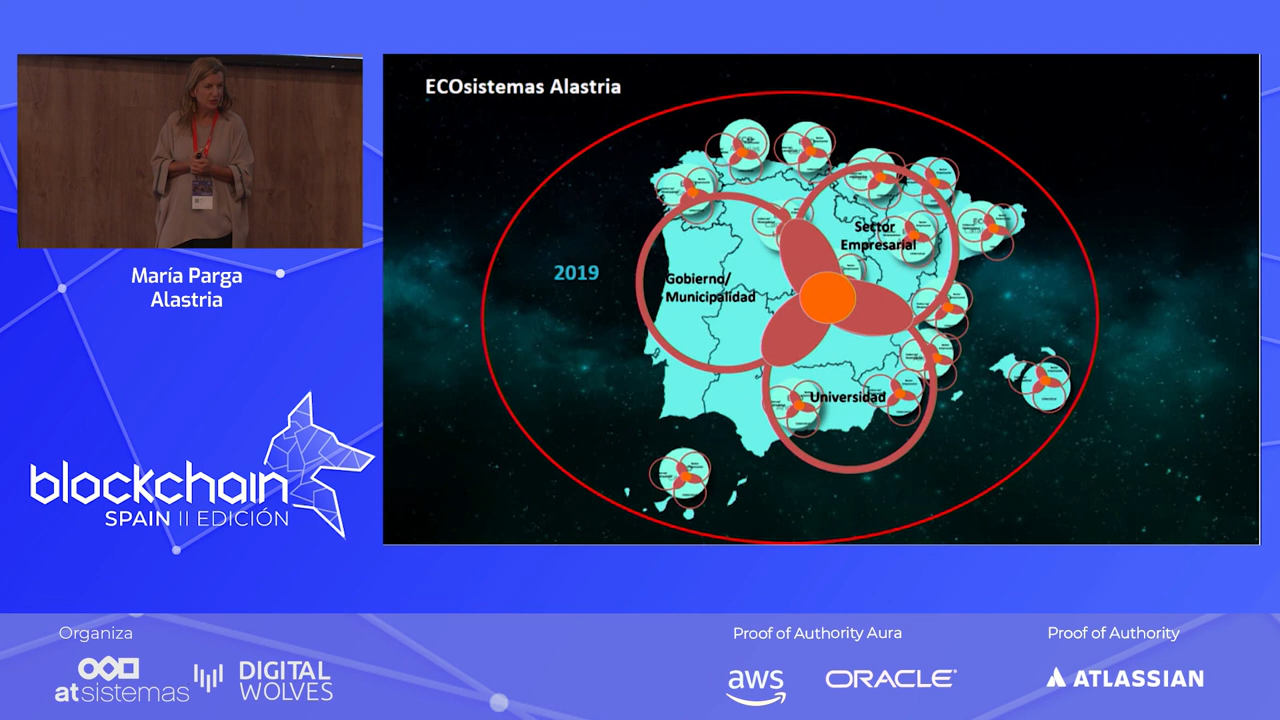 ECOsistemas Alastria
2019
Sector
Empresarial
Gobierno/
Municipalidad
Universidad
María Parga
Alastria
blockchain
SPAIN II EDICIÓN
Organiza
atsistemas
DIGITAL
WOLVES
Proof of Authority Aura
aws
ORACLE
Proof of Authority
ATLASSIAN